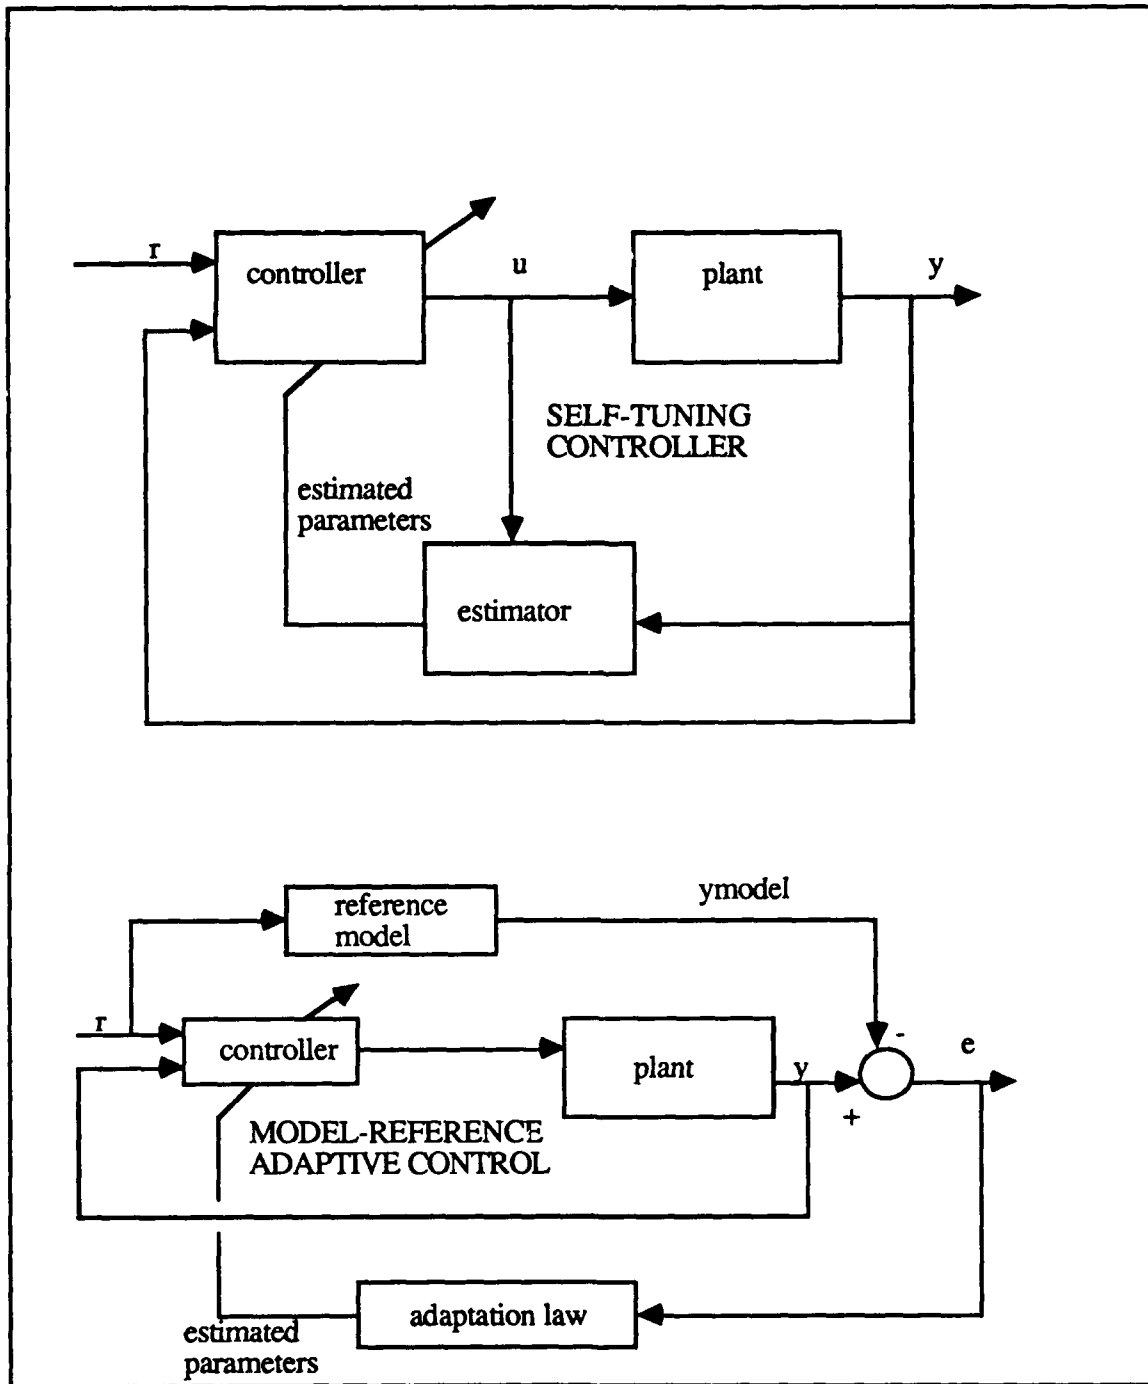 r
controller
u
plant
y
SELF-TUNING
CONTROLLER
estimated
parameters
estimator
ymodel
reference
model
r
controller
plant
y
-
e
+
MODEL-REFERENCE
ADAPTIVE CONTROL
adaptation law
estimated
parameters